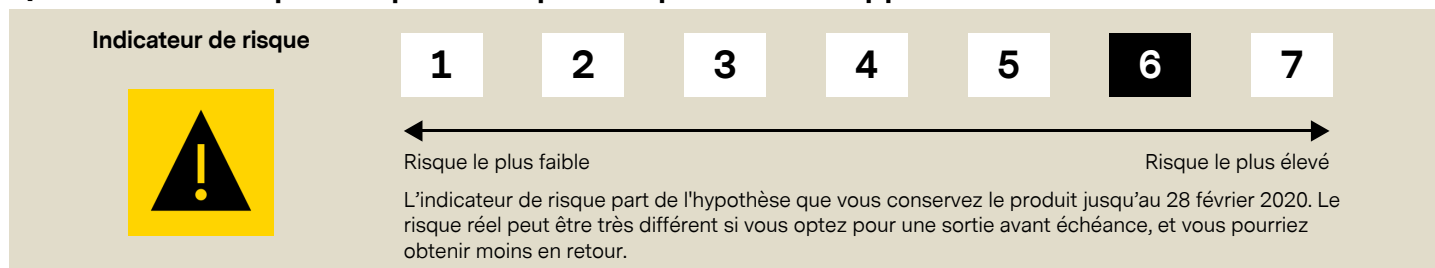 Indicateur de risque
1 2 3 4 5 6 7
Risque le plus faible Risque le plus élevé
L'indicateur de risque part de l'hypothèse que vous conservez le produit jusqu'au 28 février 2020. Le
risque réel peut être très différent si vous optez pour une sortie avant échéance, et vous pourriez
obtenir moins en retour.